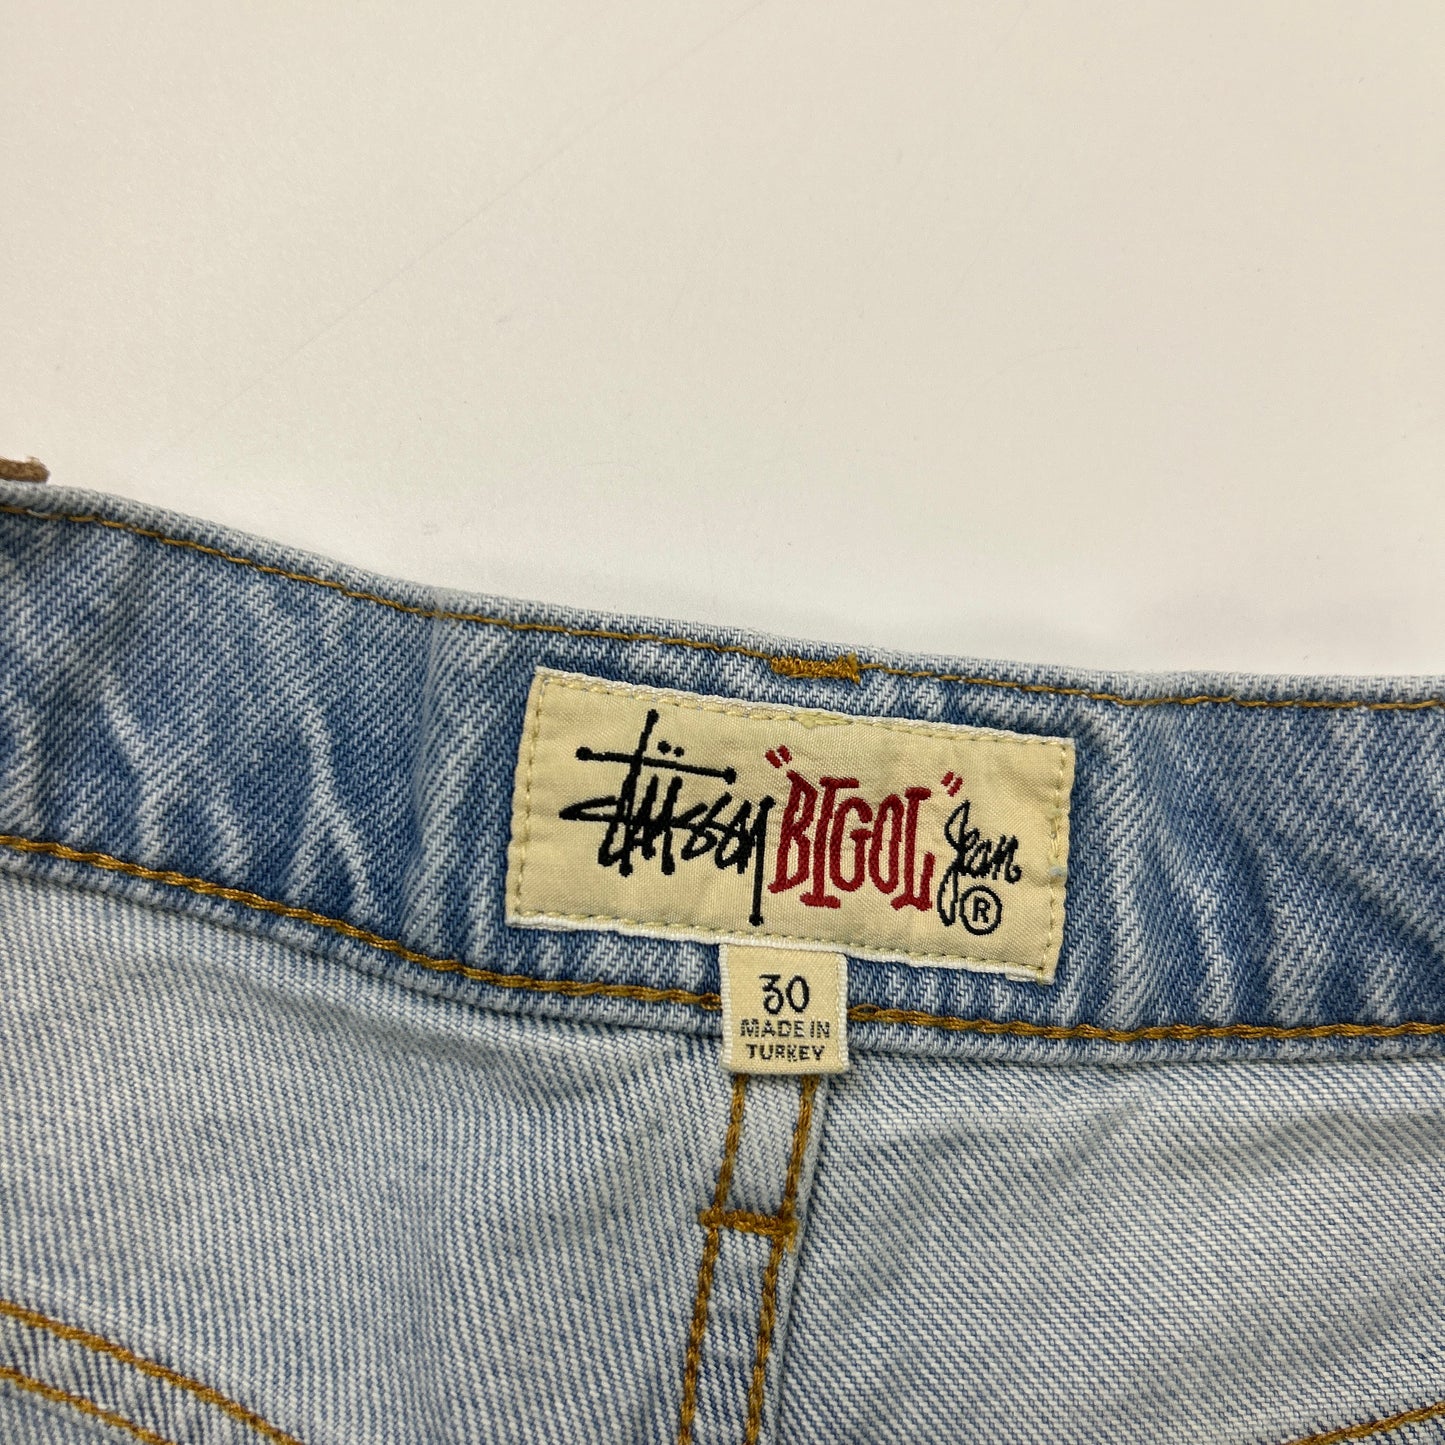 Stüssy "BIGOL" Jean ®
30
MADE IN
TURKEY